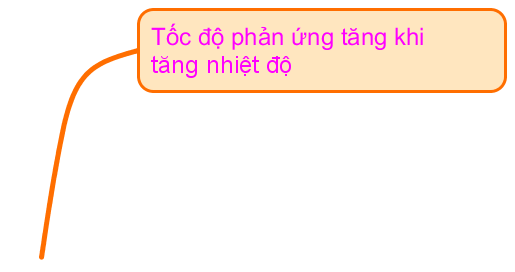 Tốc độ phản ứng tăng khi
tăng nhiệt độ